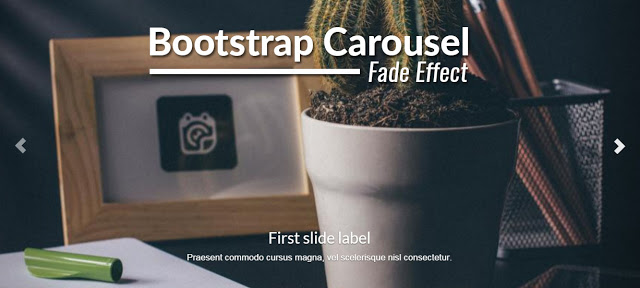 Bootstrap Carousel
Fade Effect
First slide label
Praesent commodo cursus magna, vel scelerisque nisl consectetur.